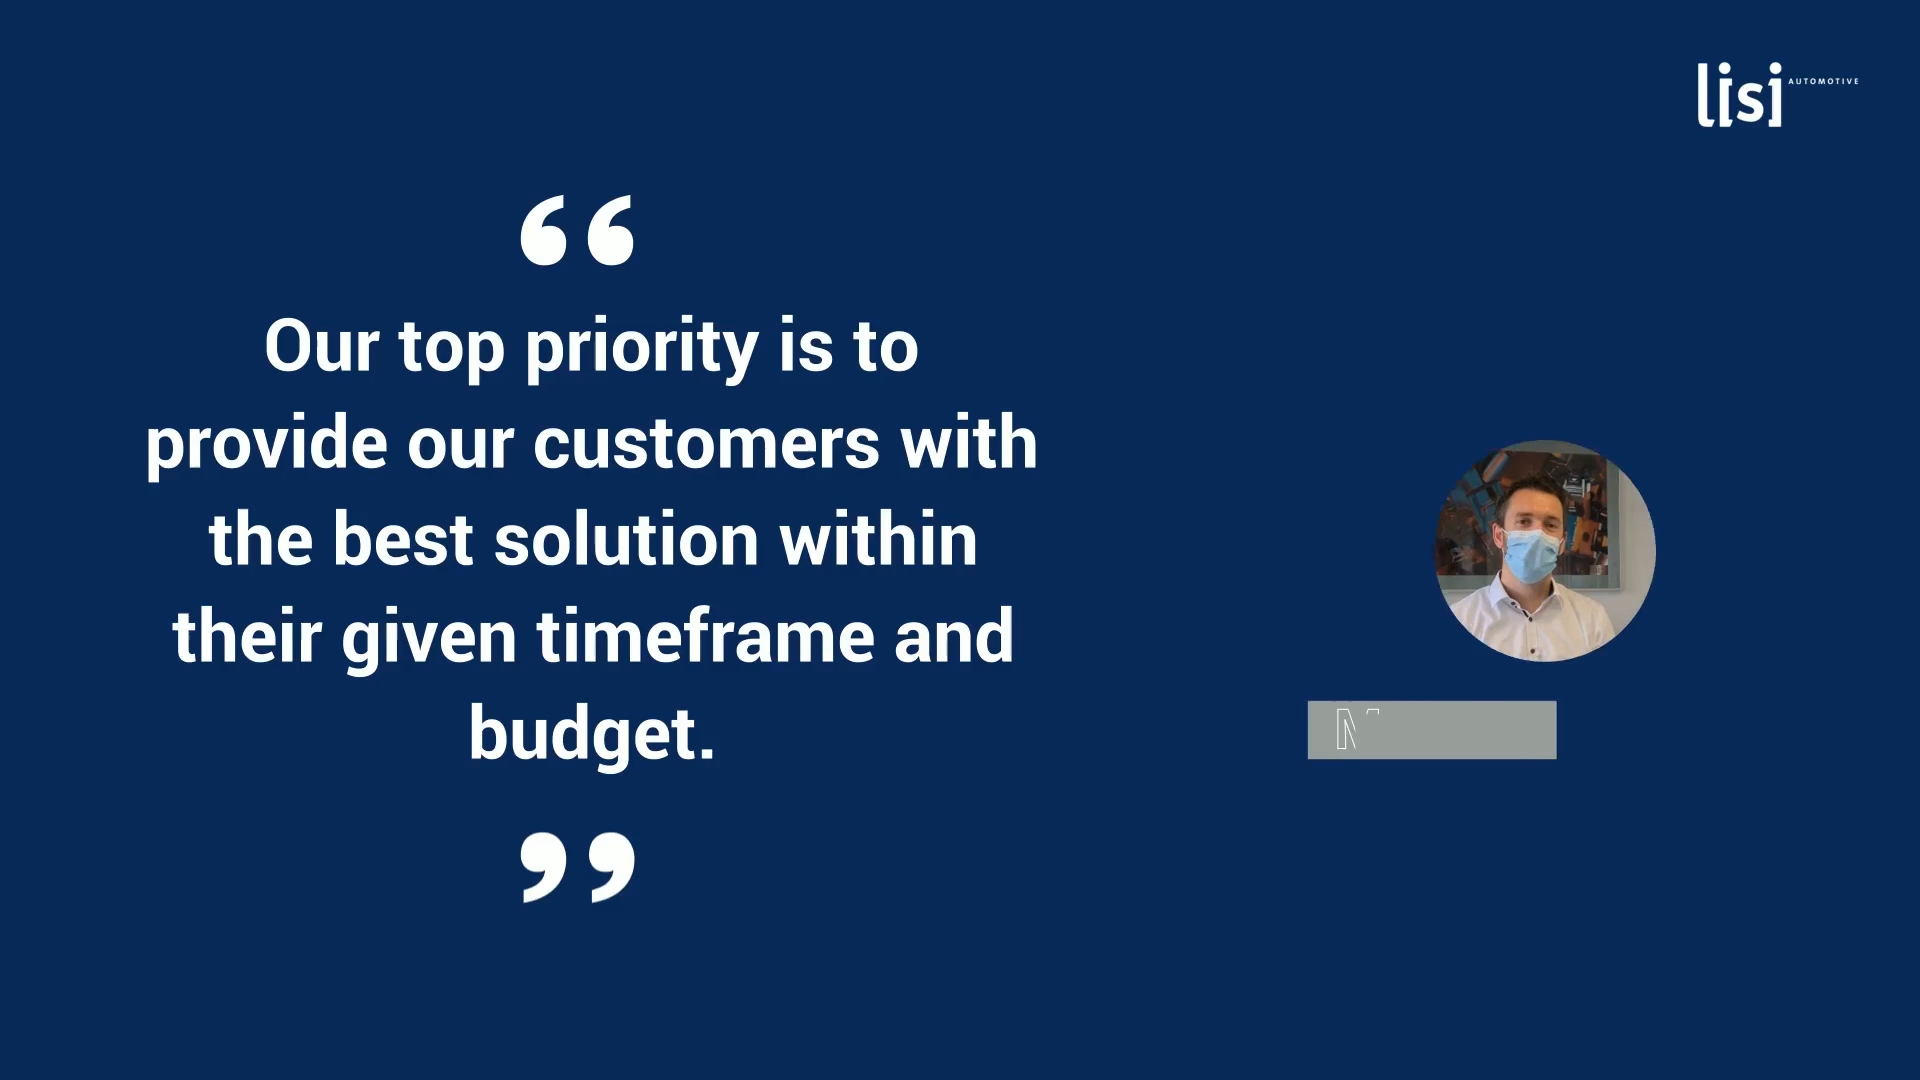 lisi AUTOMOTIVE
“
Our top priority is to
provide our customers with
the best solution within
their given timeframe and
budget.
”